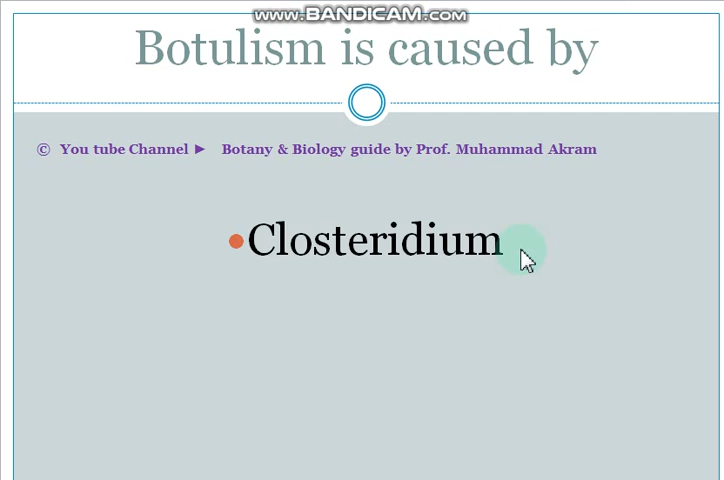 www.BANDICAM.com
Botulism is caused by
© You tube Channel ► Botany & Biology guide by Prof. Muhammad Akram
•Closteridium